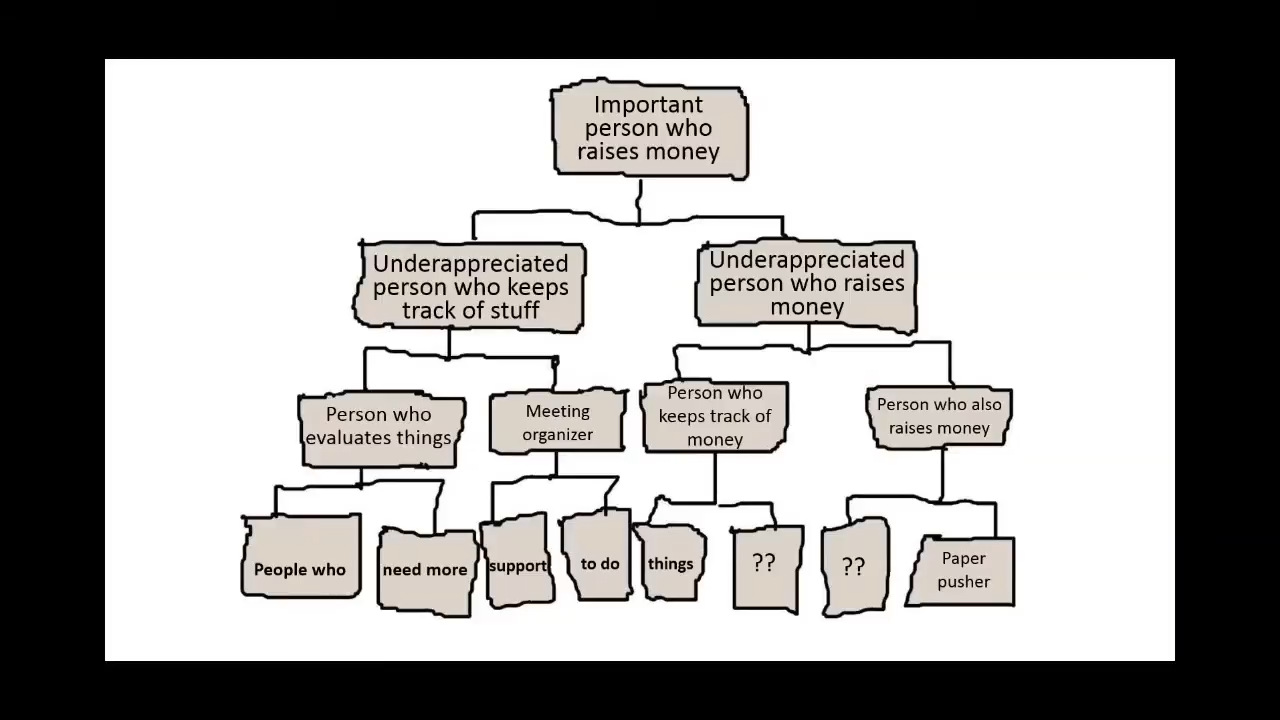 Important
person who
raises money
Underappreciated
person who keeps
track of stuff
Underappreciated
person who raises
money
Person who
evaluates things
Meeting
organizer
Person who
keeps track of
money
Person who also
raises money
People who
need more
support
to do
things
??
??
Paper
pusher